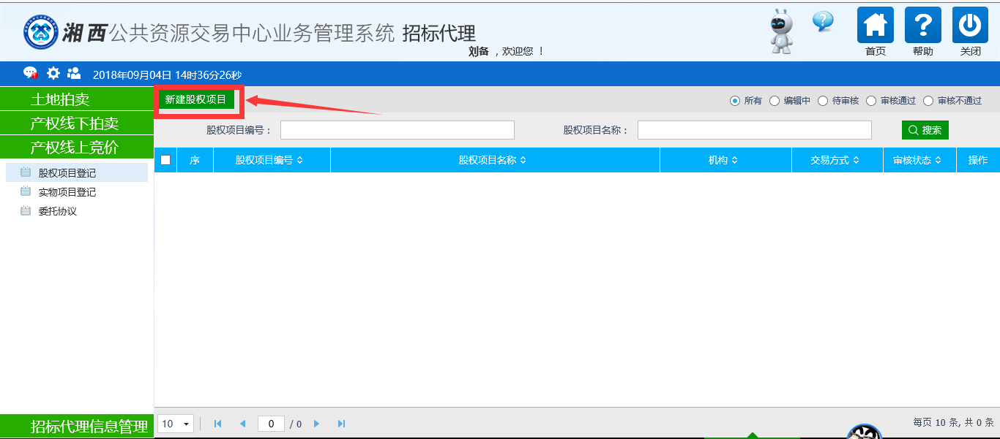 湘西公共资源交易中心业务管理系统 招标代理
刘备 ，欢迎您 ！
首页 帮助 关闭
2018年09月04日 14时36分26秒
土地拍卖
产权线下拍卖
产权线上竞价
股权项目登记
实物项目登记
委托协议
招标代理信息管理
新建股权项目
所有 编辑中 待审核 审核通过 审核不通过
股权项目编号： 股权项目名称： 搜索
序 股权项目编号 股权项目名称 机构 交易方式 审核状态 操作
10 0 / 0 每页 10 条, 共 0 条